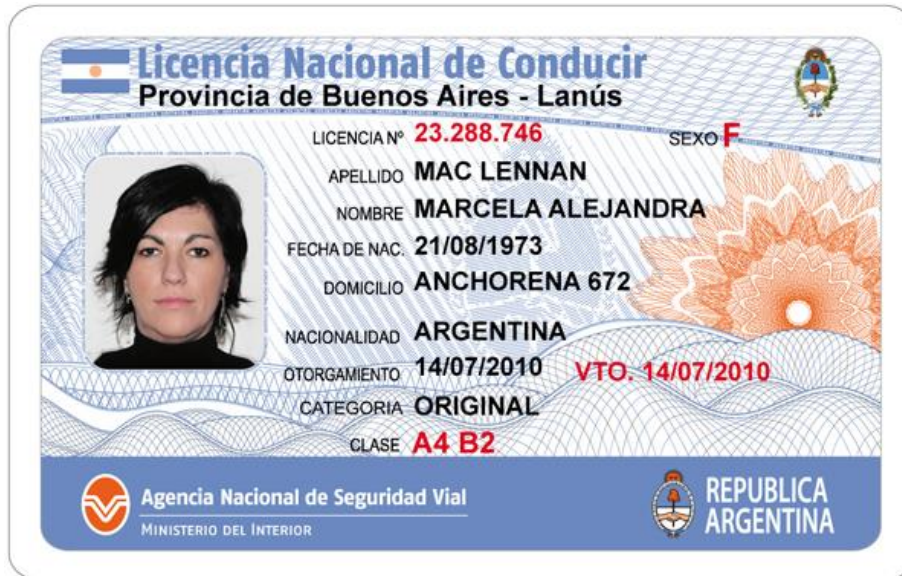 Licencia Nacional de Conducir
Provincia de Buenos Aires - Lanús
LICENCIA Nº 23.288.746 SEXO F
APELLIDO MAC LENNAN
NOMBRE MARCELA ALEJANDRA
FECHA DE NAC. 21/08/1973
DOMICILIO ANCHORENA 672
NACIONALIDAD ARGENTINA
OTORGAMIENTO 14/07/2010 VTO. 14/07/2010
CATEGORIA ORIGINAL
CLASE A4 B2
Agencia Nacional de Seguridad Vial
MINISTERIO DEL INTERIOR
REPUBLICA
ARGENTINA